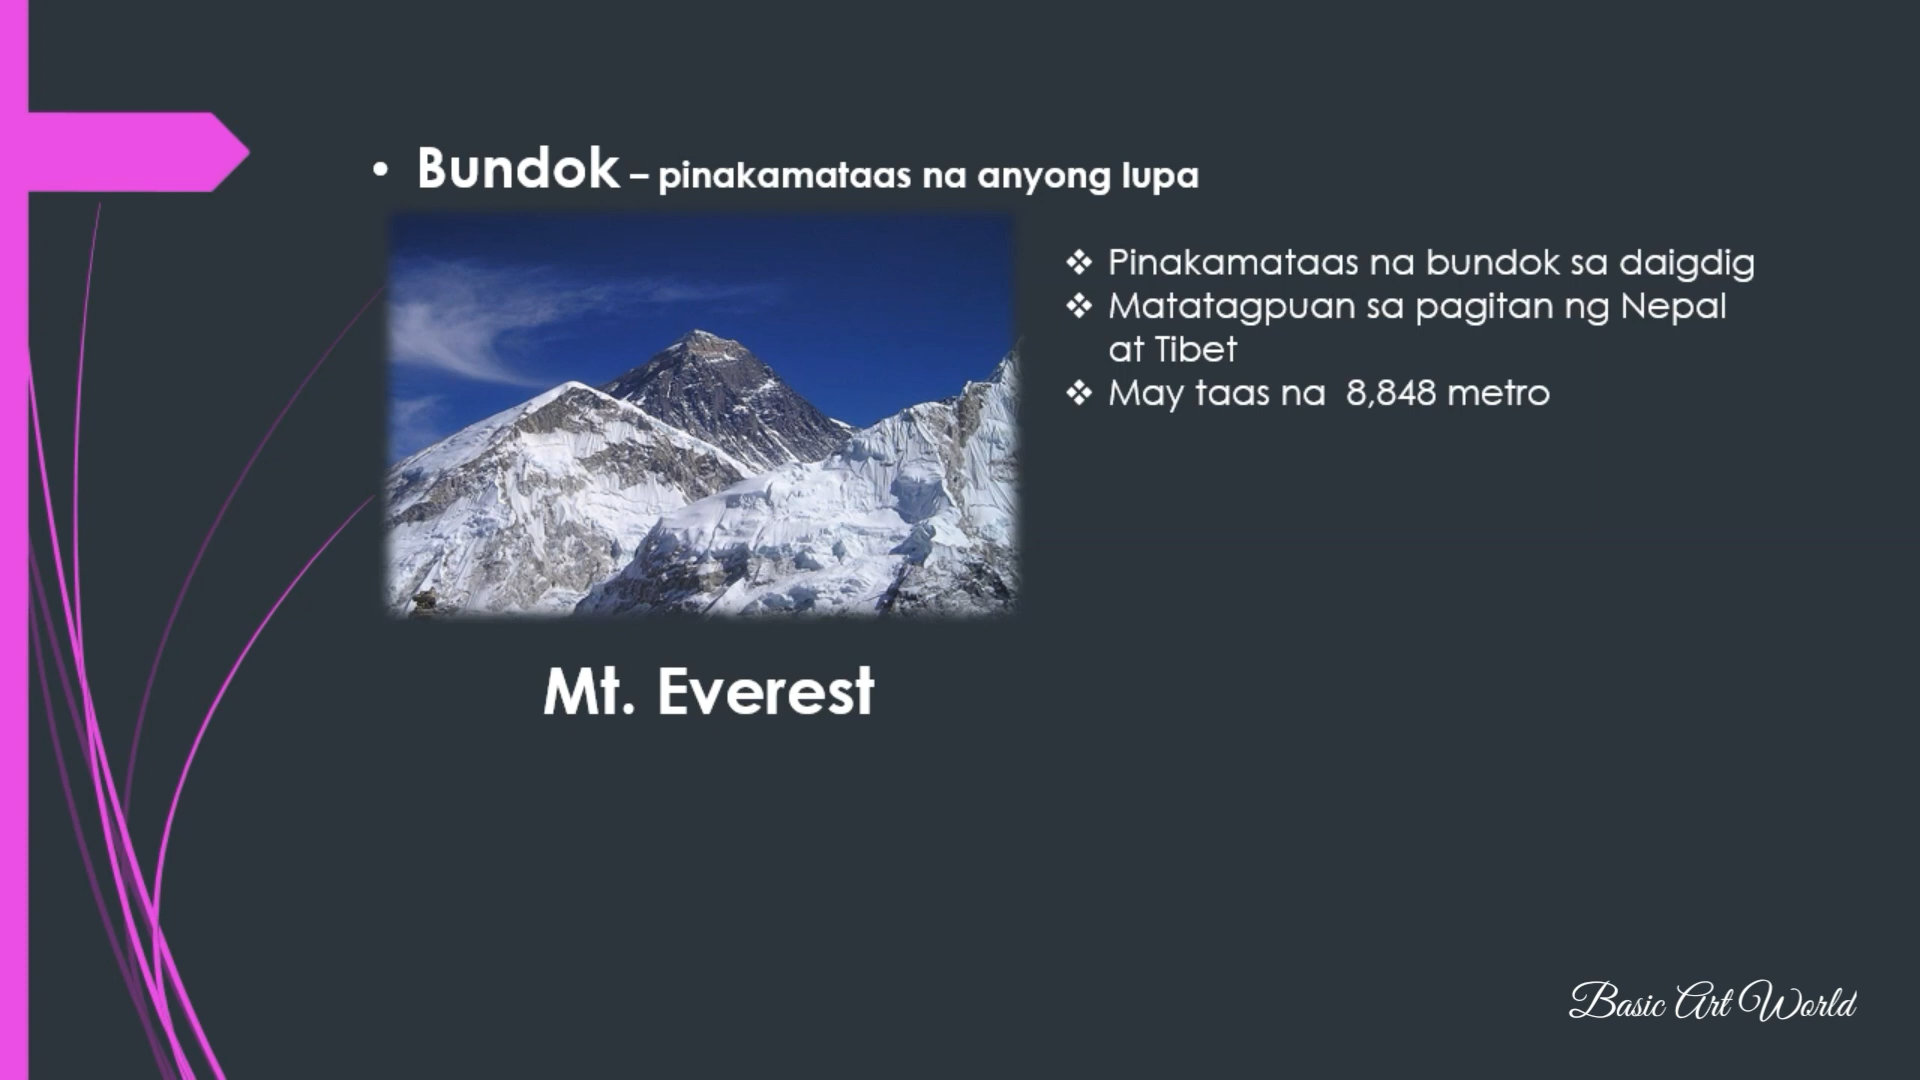 • Bundok – pinakamataas na anyong lupa
❖ Pinakamataas na bundok sa daigdig
❖ Matatagpuan sa pagitan ng Nepal
at Tibet
❖ May taas na 8,848 metro
Mt. Everest
Basic Art World